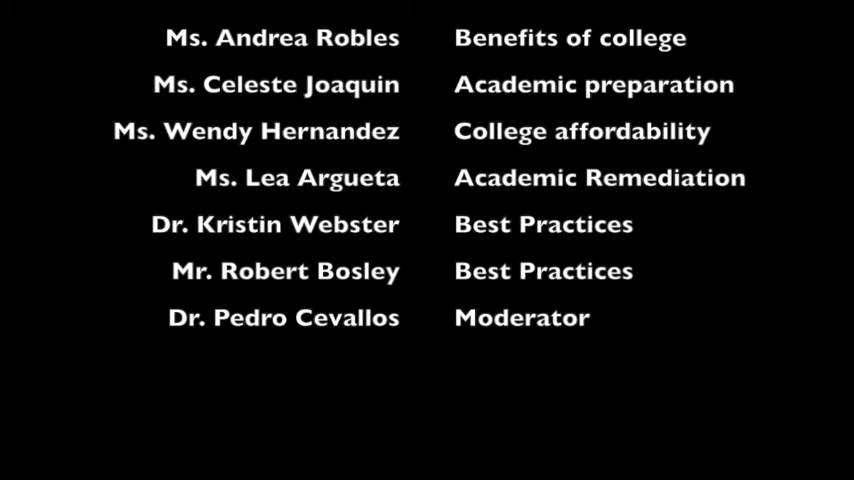 Ms. Andrea Robles Benefits of college
Ms. Celeste Joaquin Academic preparation
Ms. Wendy Hernandez College affordability
Ms. Lea Argueta Academic Remediation
Dr. Kristin Webster Best Practices
Mr. Robert Bosley Best Practices
Dr. Pedro Cevallos Moderator